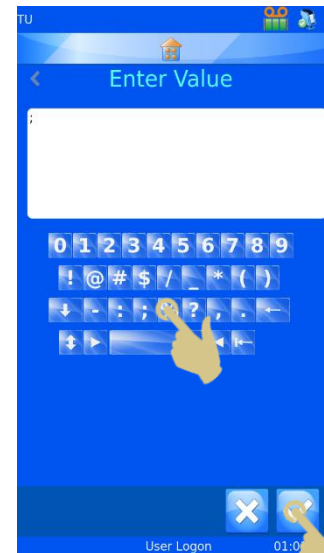 TU
Enter Value
;
0 1 2 3 4 5 6 7 8 9
! @ # $ / _ * ( )
- : ; % ? , .
User Logon 01:0